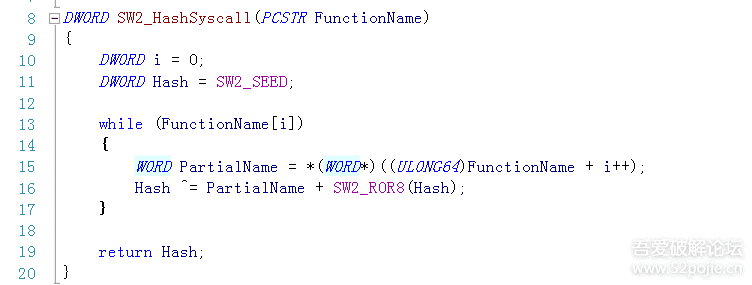 8 DWORD SW2_HashSyscall(PCSTR FunctionName)
9 {
10 DWORD i = 0;
11 DWORD Hash = SW2_SEED;
12
13 while (FunctionName[i])
14 {
15 WORD PartialName = *(WORD*)((ULONG64)FunctionName + i++);
16 Hash ^= PartialName + SW2_ROR8(Hash);
17 }
18
19 return Hash;
20 }
吾爱破解论坛
www.52pojie.cn